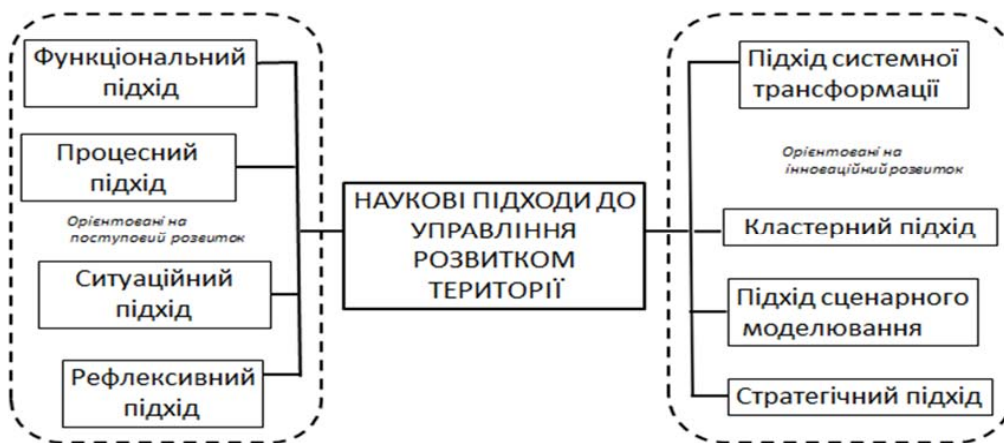 Функціональний
підхід
Процесний
підхід
Орієнтовані на
поступовий розвиток
Ситуаційний
підхід
Рефлексивний
підхід
НАУКОВІ ПІДХОДИ ДО
УПРАВЛІННЯ
РОЗВИТКОМ
ТЕРИТОРІЇ
Підхід системної
трансформації
Орієнтовані на
інноваційний розвиток
Кластерний підхід
Підхід сценарного
моделювання
Стратегічний підхід